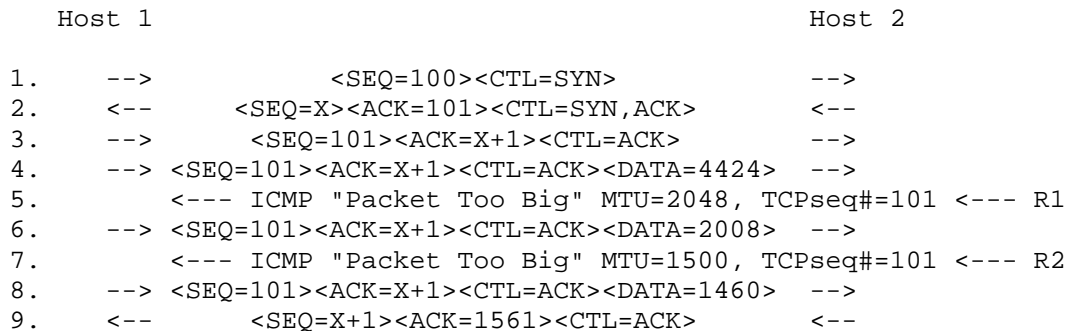 Host 1                                          Host 2
1.     -->             <SEQ=100><CTL=SYN>            -->
2.     <--      <SEQ=X><ACK=101><CTL=SYN,ACK>      <--
3.     -->       <SEQ=101><ACK=X+1><CTL=ACK>       -->
4.     --> <SEQ=101><ACK=X+1><CTL=ACK><DATA=4424>  -->
5.         <--- ICMP "Packet Too Big" MTU=2048, TCPseq#=101 <--- R1
6.     --> <SEQ=101><ACK=X+1><CTL=ACK><DATA=2008>  -->
7.         <--- ICMP "Packet Too Big" MTU=1500, TCPseq#=101 <--- R2
8.     --> <SEQ=101><ACK=X+1><CTL=ACK><DATA=1460>  -->
9.     <--      <SEQ=X+1><ACK=1561><CTL=ACK>       <--